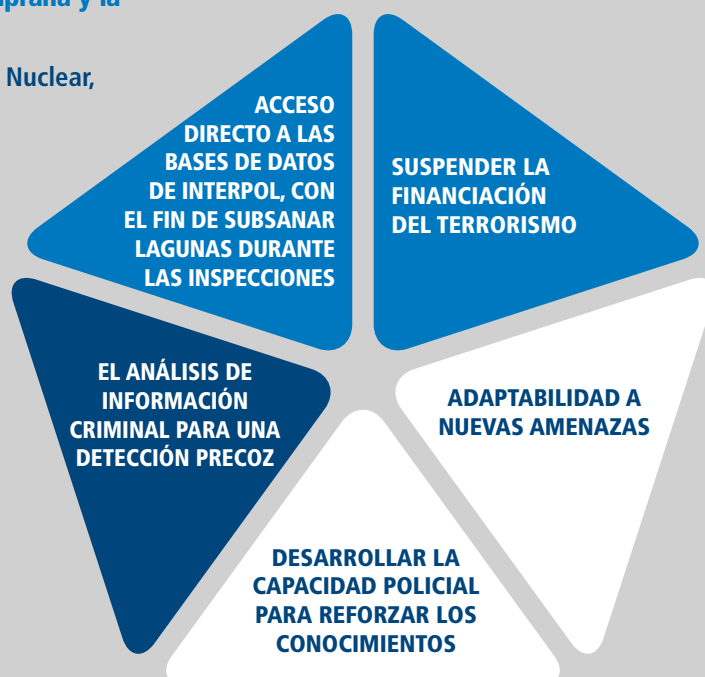 y la
Nuclear,
ACCESO
DIRECTO A LAS
BASES DE DATOS
DE INTERPOL, CON
EL FIN DE SUBSANAR
LAGUNAS DURANTE
LAS INSPECCIONES
SUSPENDER LA
FINANCIACIÓN
DEL TERRORISMO
EL ANÁLISIS DE
INFORMACIÓN
CRIMINAL PARA UNA
DETECCIÓN PRECOZ
ADAPTABILIDAD A
NUEVAS AMENAZAS
DESARROLLAR LA
CAPACIDAD POLICIAL
PARA REFORZAR LOS
CONOCIMIENTOS